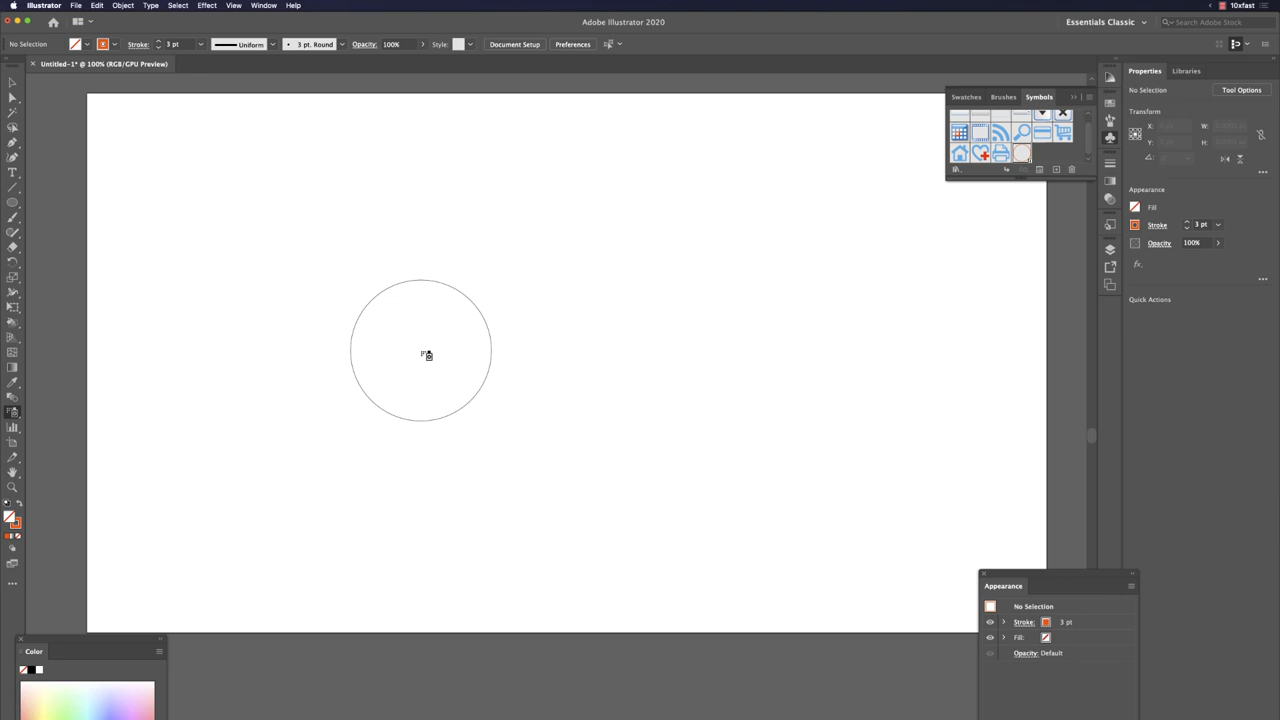 Illustrator File Edit Object Type Select Effect View Window Help 10xfast
Adobe Illustrator 2020 Essentials Classic Search Adobe Stock
No Selection Stroke: 3 pt Uniform 3 pt. Round Opacity: 100% Style: Document Setup Preferences
Untitled-1* @ 100% (RGB/GPU Preview)
Swatches Brushes Symbols
Properties Libraries
No Selection Tool Options
Transform
X: W:
Y: H:
Appearance
Fill
Stroke 3 pt
Opacity 100%
fx.
Quick Actions
Appearance
No Selection
Stroke: 3 pt
Fill:
Opacity: Default
Color